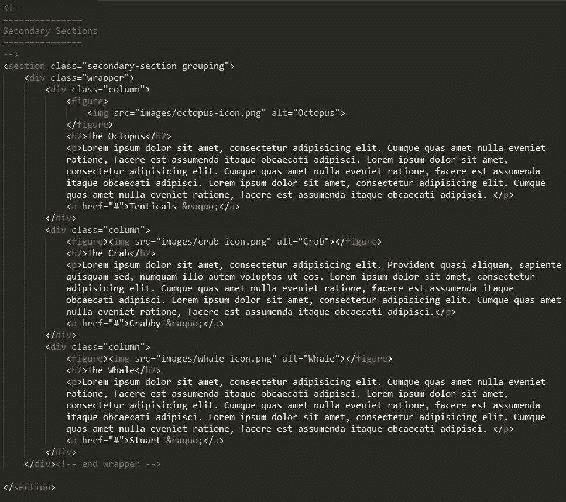 <!--
===============
Secondary Sections
===============
-->
<section class="secondary-section grouping">
<div class="wrapper">
<div class="column">
<figure>
<img src="images/octopus-icon.png" alt="Octopus">
</figure>
<h2>The Octopus</h2>
<p>Lorem ipsum dolor sit amet, consectetur adipisicing elit. Cumque quas amet nulla eveniet
ratione, facere est assumenda itaque obcaecati adipisci. Lorem ipsum dolor sit amet,
consectetur adipisicing elit. Cumque quas amet nulla eveniet ratione, facere est assumenda
itaque obcaecati adipisci. Lorem ipsum dolor sit amet, consectetur adipisicing elit. Cumque
quas amet nulla eveniet ratione, facere est assumenda itaque obcaecati adipisci. </p>
<a href="#">Tenticals &raquo;</a>
</div>
<div class="column">
<figure><img src="images/crab-icon.png" alt="Crab"></figure>
<h2>The Crab</h2>
<p>Lorem ipsum dolor sit amet, consectetur adipisicing elit. Provident quasi aliquam, sapiente
quisquam sed, numquam illo autem voluptas ut eos. Lorem ipsum dolor sit amet, consectetur
adipisicing elit. Cumque quas amet nulla eveniet ratione, facere est assumenda itaque
obcaecati adipisci. Lorem ipsum dolor sit amet, consectetur adipisicing elit. Cumque quas amet
nulla eveniet ratione, facere est assumenda itaque obcaecati adipisci.</p>
<a href="#">Crabby &raquo;</a>
</div>
<div class="column">
<figure><img src="images/whale-icon.png" alt="Whale"></figure>
<h2>The Whale</h2>
<p>Lorem ipsum dolor sit amet, consectetur adipisicing elit. Cumque quas amet nulla eveniet
ratione, facere est assumenda itaque obcaecati adipisci. Lorem ipsum dolor sit amet,
consectetur adipisicing elit. Cumque quas amet nulla eveniet ratione, facere est assumenda
itaque obcaecati adipisci. Lorem ipsum dolor sit amet, consectetur adipisicing elit. Cumque
quas amet nulla eveniet ratione, facere est assumenda itaque obcaecati adipisci. </p>
<a href="#">Stuart &raquo;</a>
</div>
</div><!-- end wrapper -->
</section>